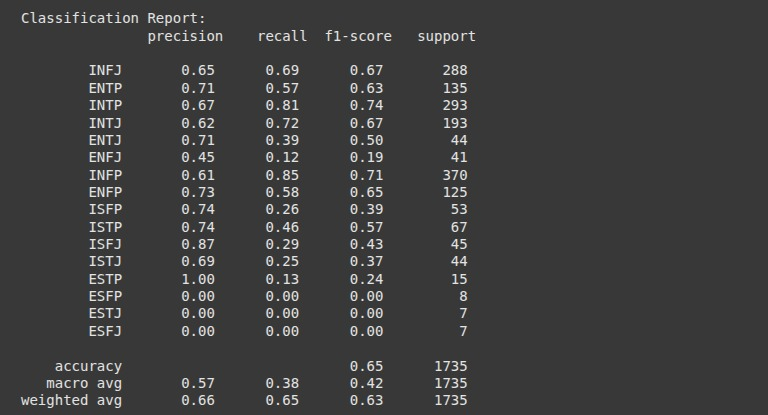 Classification Report:
precision recall f1-score support
INFJ 0.65 0.69 0.67 288
ENTP 0.71 0.57 0.63 135
INTP 0.67 0.81 0.74 293
INTJ 0.62 0.72 0.67 193
ENTJ 0.71 0.39 0.50 44
ENFJ 0.45 0.12 0.19 41
INFP 0.61 0.85 0.71 370
ENFP 0.73 0.58 0.65 125
ISFP 0.74 0.26 0.39 53
ISTP 0.74 0.46 0.57 67
ISFJ 0.87 0.29 0.43 45
ISTJ 0.69 0.25 0.37 44
ESTP 1.00 0.13 0.24 15
ESFP 0.00 0.00 0.00 8
ESTJ 0.00 0.00 0.00 7
ESFJ 0.00 0.00 0.00 7
accuracy 0.65 1735
macro avg 0.57 0.38 0.42 1735
weighted avg 0.66 0.65 0.63 1735